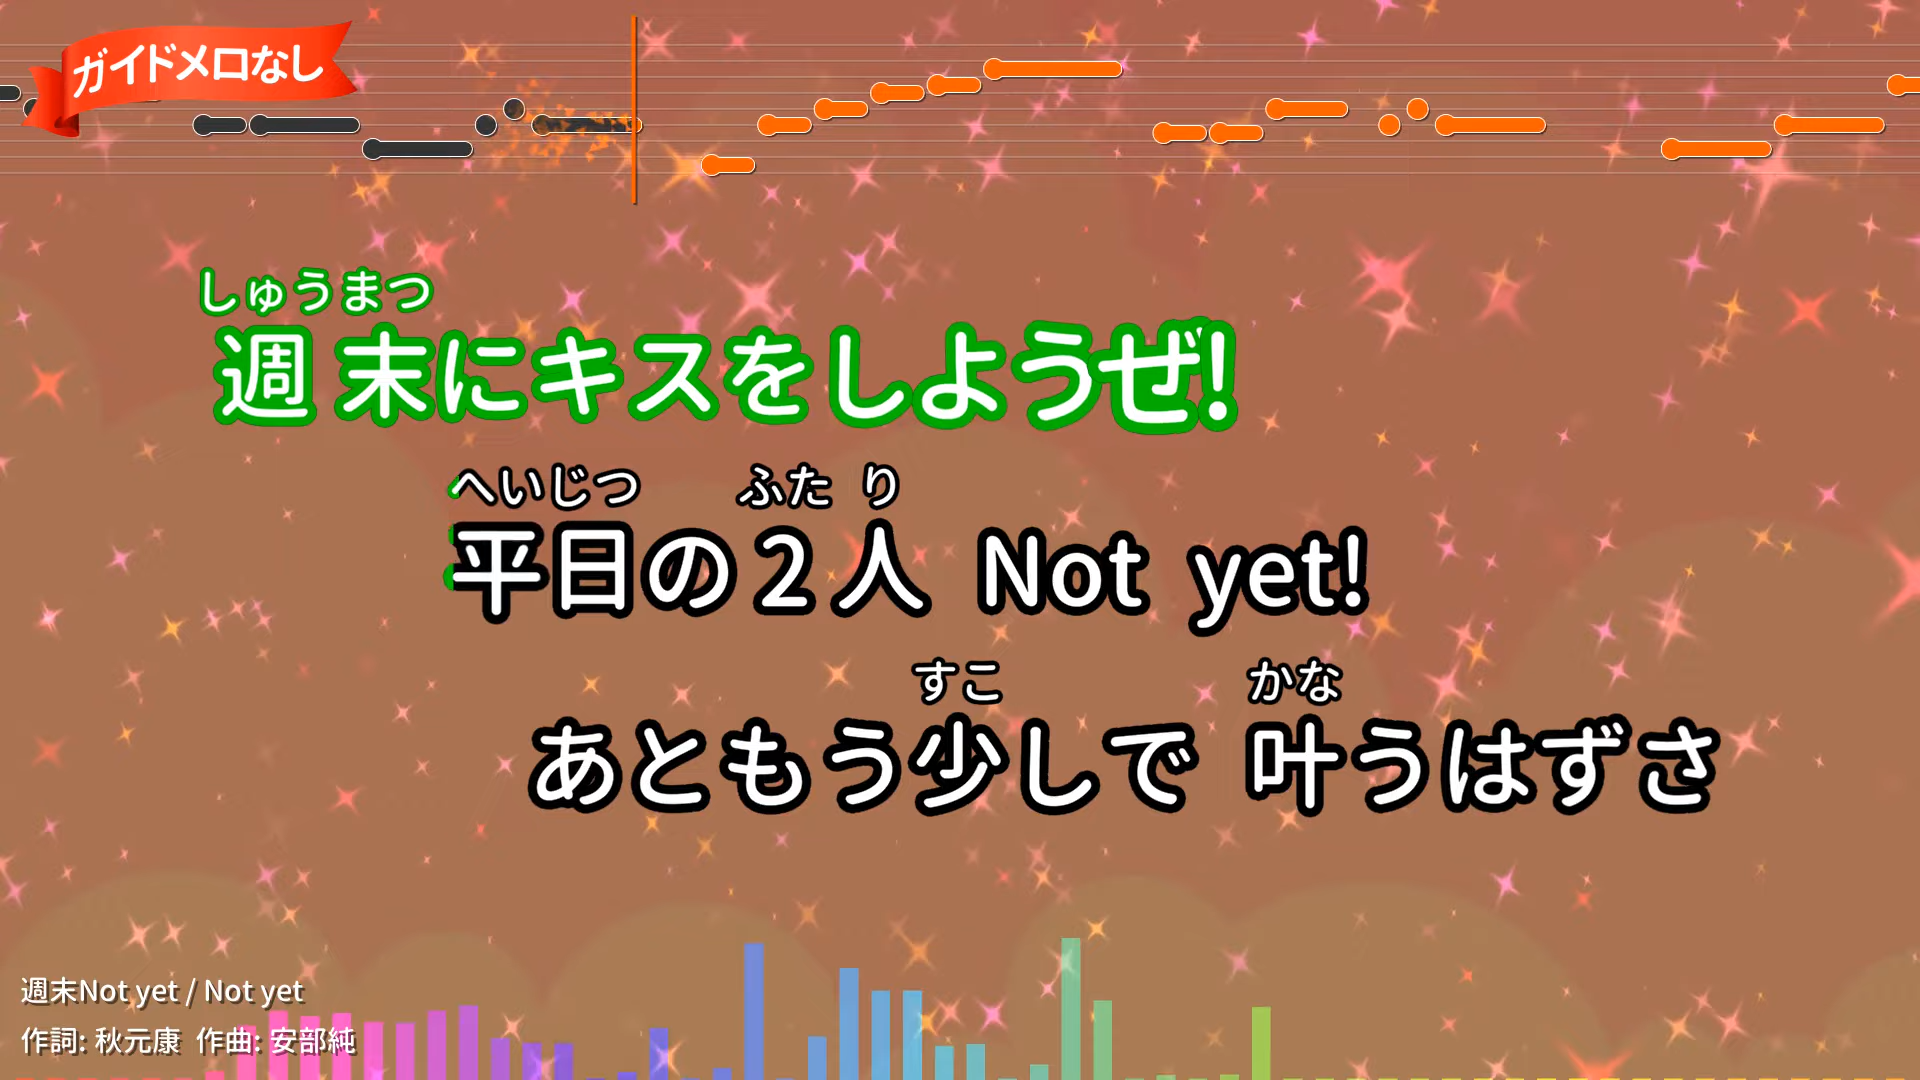 ガイドメロなし
しゅうまつ
週末にキスをしようぜ!
へいじつ ふたり
平日の2人 Not yet!
すこ かな
あともう少しで 叶うはずさ
週末Not yet / Not yet
作詞: 秋元康 作曲: 安部純